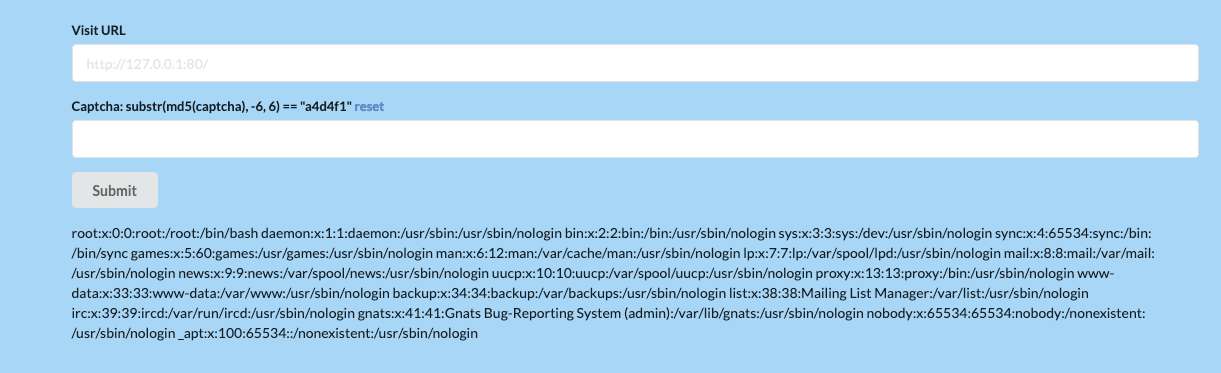 Visit URL
http://127.0.0.1:80/
Captcha: substr(md5(captcha), -6, 6) == "a4d4f1" reset
Submit
root:x:0:0:root:/root:/bin/bash daemon:x:1:1:daemon:/usr/sbin:/usr/sbin/nologin bin:x:2:2:bin:/bin:/usr/sbin/nologin sys:x:3:3:sys:/dev:/usr/sbin/nologin sync:x:4:65534:sync:/bin:
/bin/sync games:x:5:60:games:/usr/games:/usr/sbin/nologin man:x:6:12:man:/var/cache/man:/usr/sbin/nologin lp:x:7:7:lp:/var/spool/lpd:/usr/sbin/nologin mail:x:8:8:mail:/var/mail:
/usr/sbin/nologin news:x:9:9:news:/var/spool/news:/usr/sbin/nologin uucp:x:10:10:uucp:/var/spool/uucp:/usr/sbin/nologin proxy:x:13:13:proxy:/bin:/usr/sbin/nologin www-
data:x:33:33:www-data:/var/www:/usr/sbin/nologin backup:x:34:34:backup:/var/backups:/usr/sbin/nologin list:x:38:38:Mailing List Manager:/var/list:/usr/sbin/nologin
irc:x:39:39:ircd:/var/run/ircd:/usr/sbin/nologin gnats:x:41:41:Gnats Bug-Reporting System (admin):/var/lib/gnats:/usr/sbin/nologin nobody:x:65534:65534:nobody:/nonexistent:
/usr/sbin/nologin _apt:x:100:65534::/nonexistent:/usr/sbin/nologin